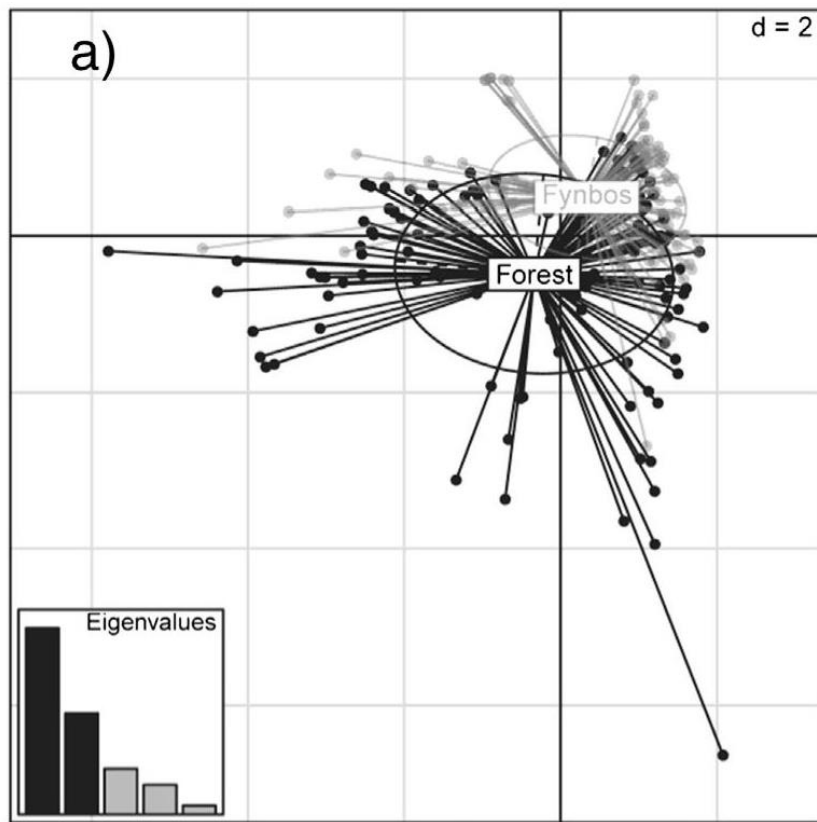 a)
d = 2
Fynbos
Forest
Eigenvalues